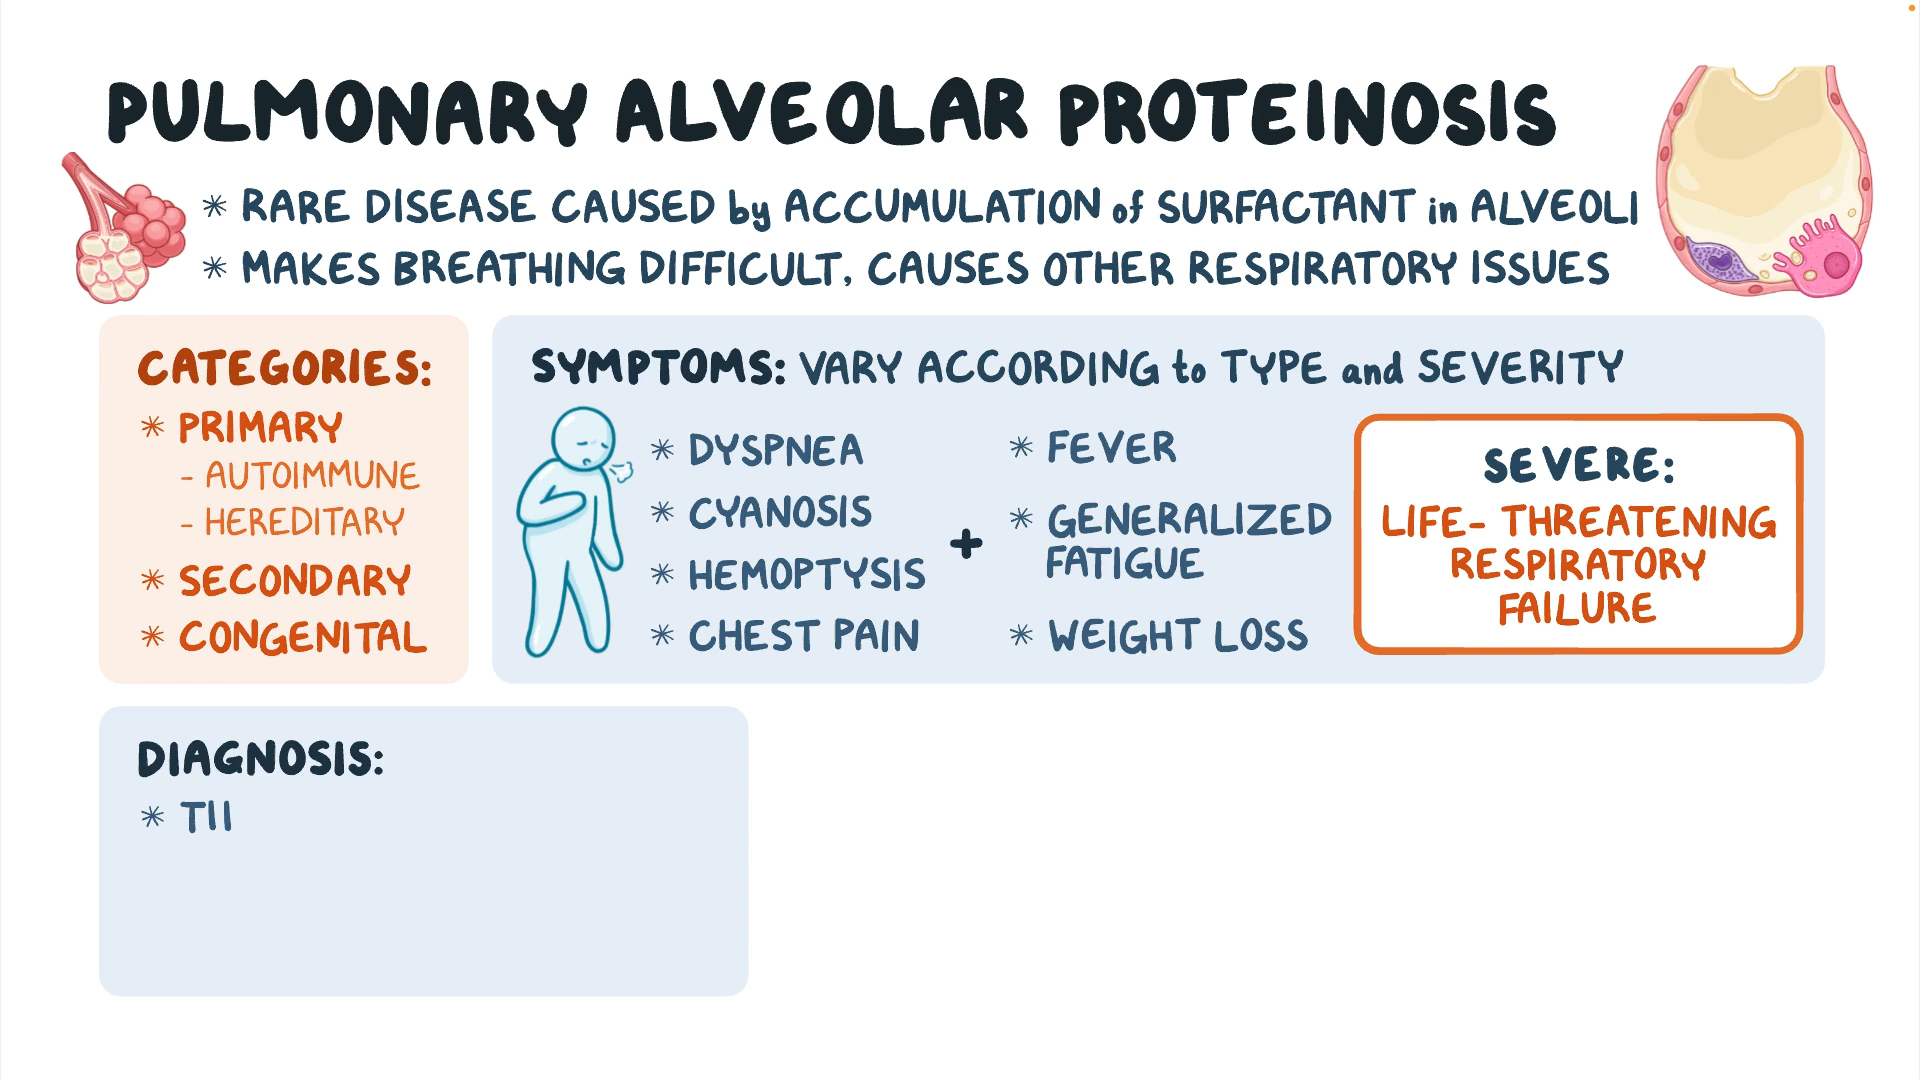 PULMONARY ALVEOLAR PROTEINOSIS
* RARE DISEASE CAUSED by ACCUMULATION of SURFACTANT in ALVEOLI
* MAKES BREATHING DIFFICULT, CAUSES OTHER RESPIRATORY ISSUES
CATEGORIES:
* PRIMARY
- AUTOIMMUNE
- HEREDITARY
* SECONDARY
* CONGENITAL
SYMPTOMS: VARY ACCORDING to TYPE and SEVERITY
* DYSPNEA
* CYANOSIS
* HEMOPTYSIS
* CHEST PAIN
+
* FEVER
* GENERALIZED
FATIGUE
* WEIGHT LOSS
SEVERE:
LIFE- THREATENING
RESPIRATORY
FAILURE
DIAGNOSIS: